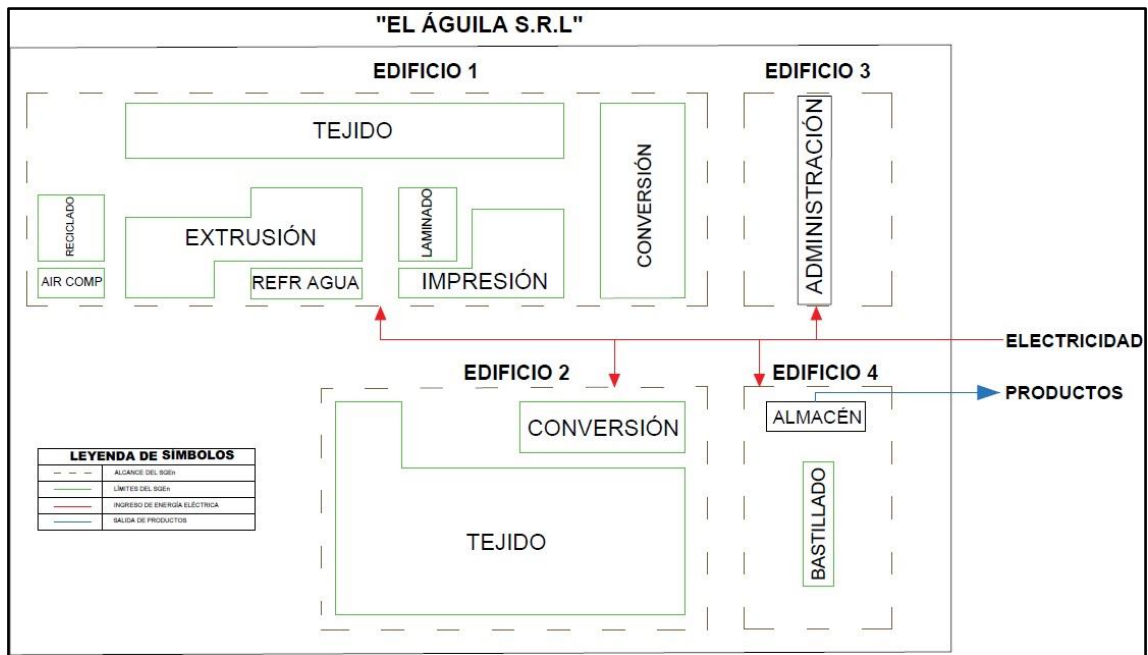 "EL ÁGUILA S.R.L"
EDIFICIO 1
EDIFICIO 3
TEJIDO
CONVERSIÓN
ADMINISTRACIÓN
RECICLADO
EXTRUSIÓN
LAMINADO
AIR COMP
REFR AGUA
IMPRESIÓN
ELECTRICIDAD
EDIFICIO 2
EDIFICIO 4
PRODUCTOS
CONVERSIÓN
ALMACÉN
TEJIDO
BASTILLADO
LEYENDA DE SÍMBOLOS
ALCANCE DEL SGEn
LÍMITES DEL SGEn
INGRESO DE ENERGÍA ELÉCTRICA
SALIDA DE PRODUCTOS